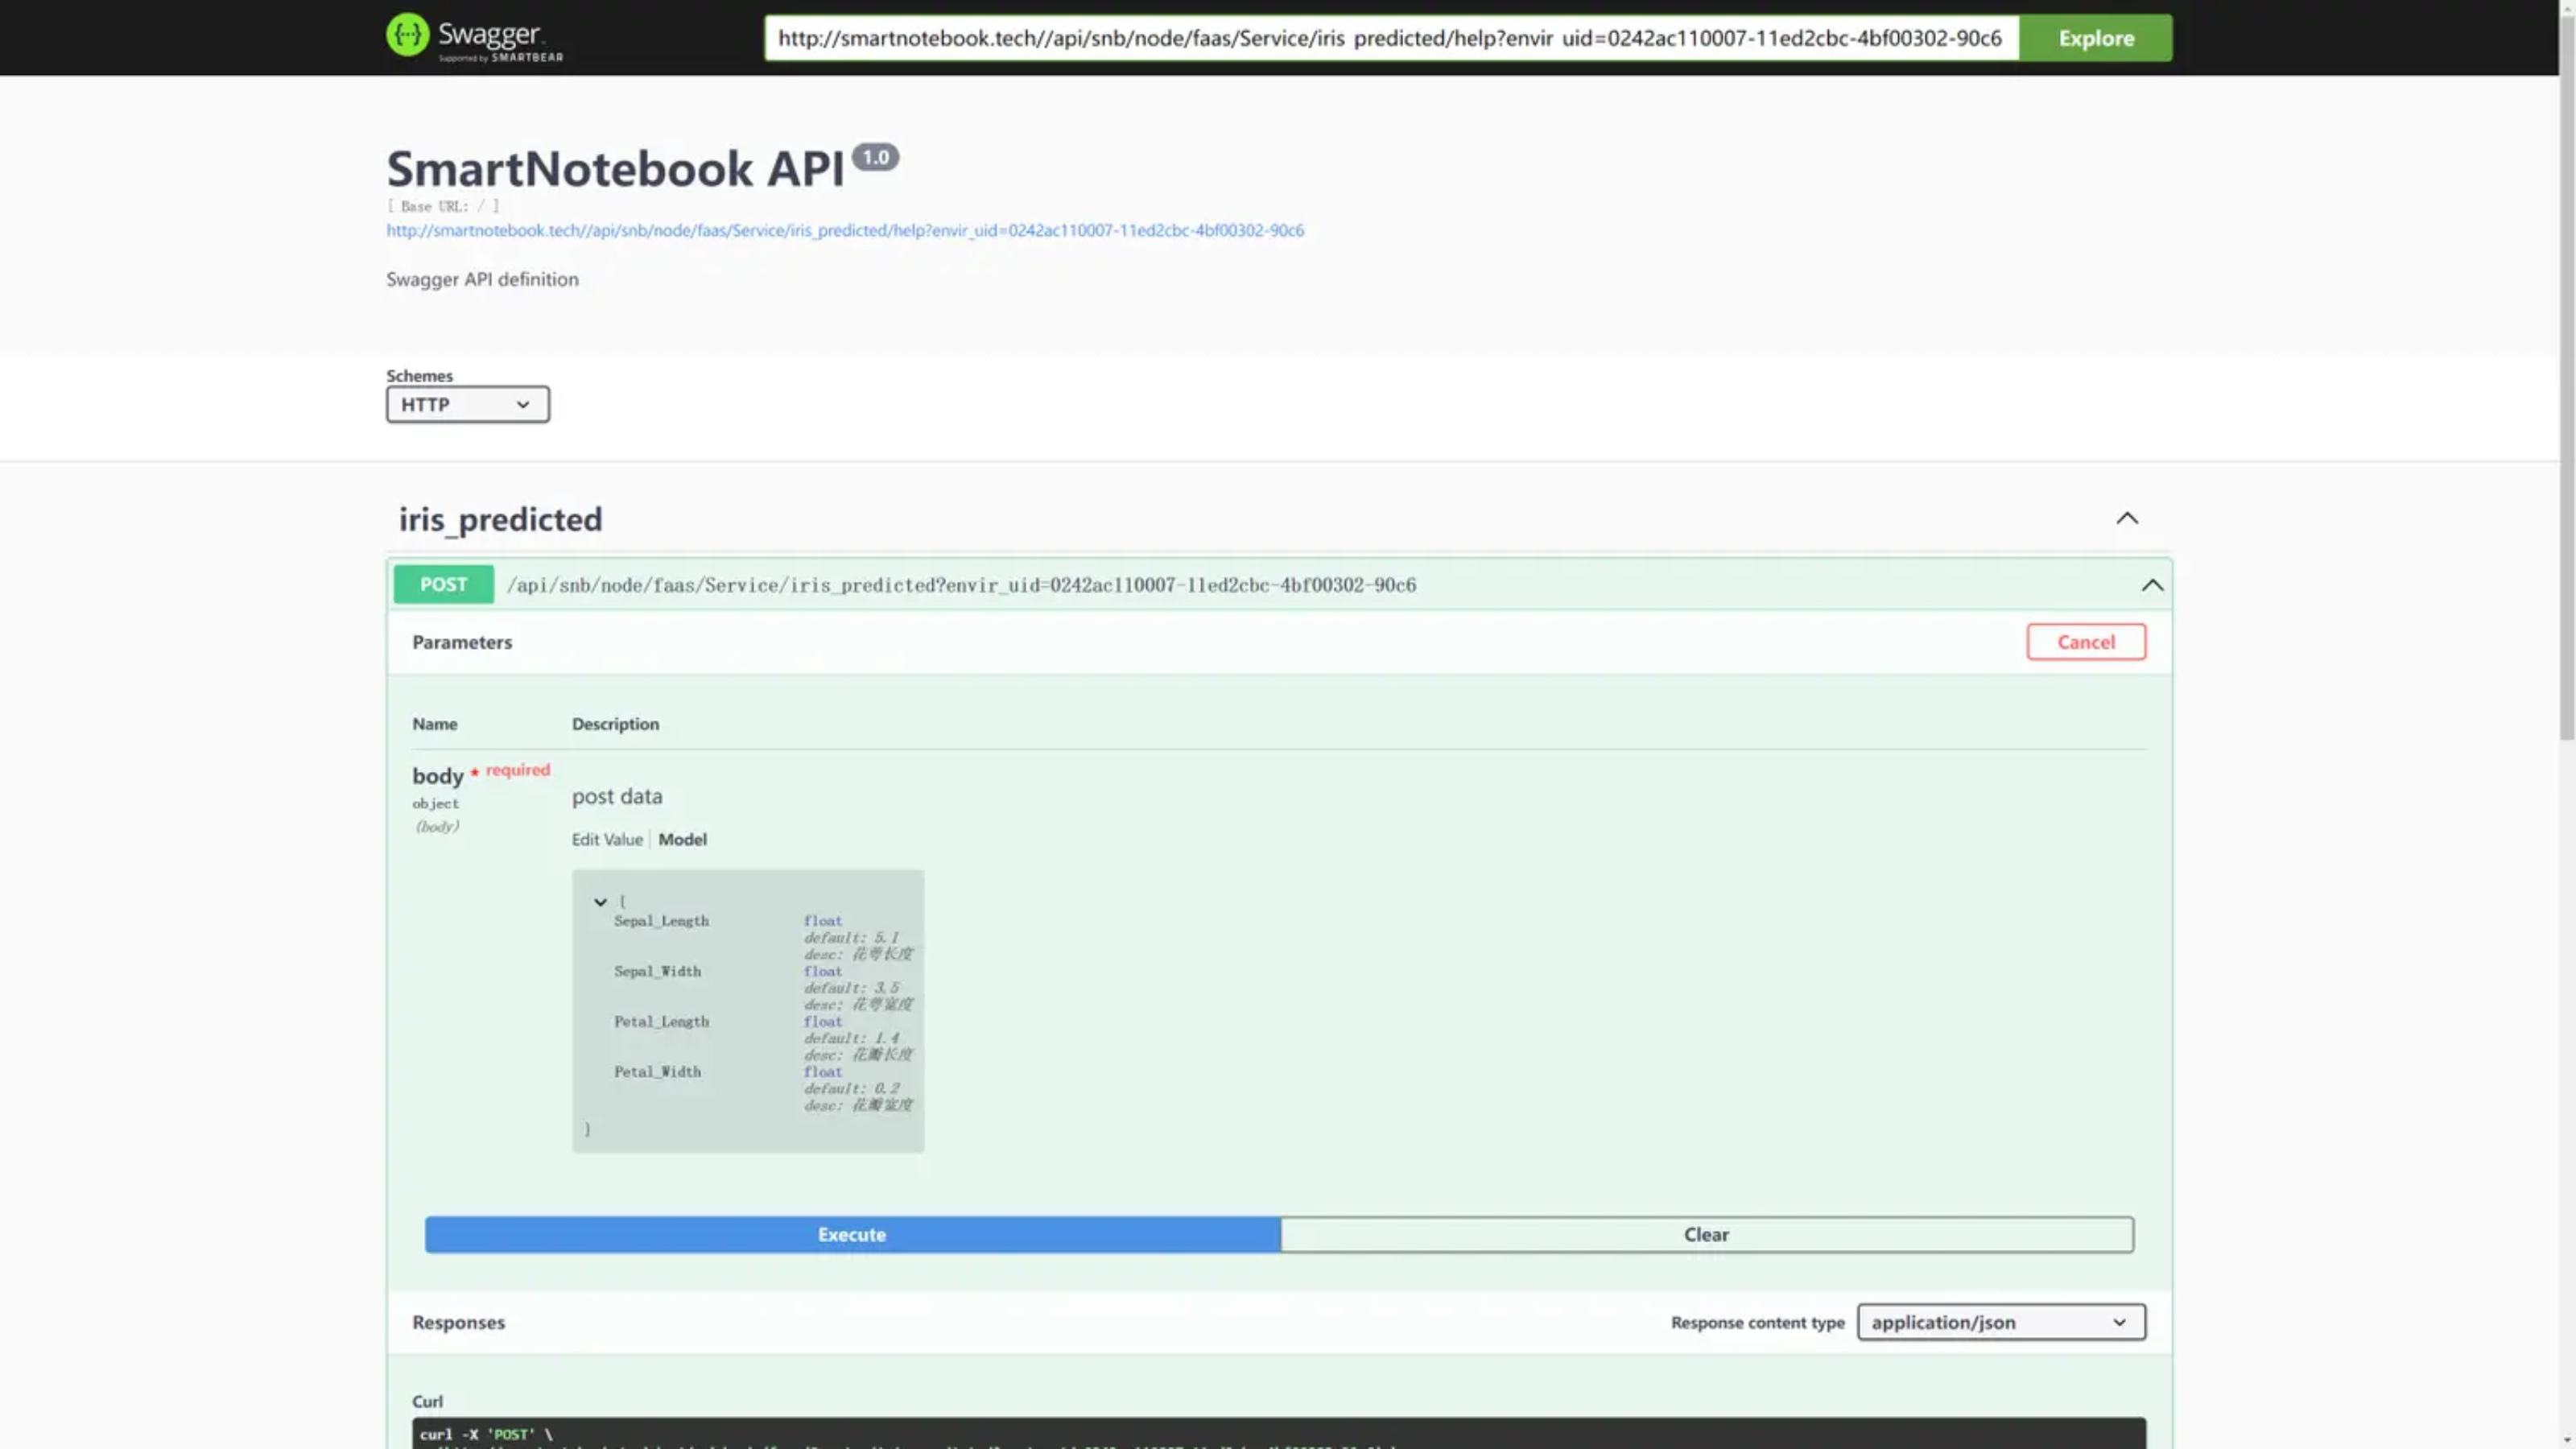 Swagger.
Supported by SMARTBEAR
http://smartnotebook.tech//api/snb/node/faas/Service/iris predicted/help?envir uid=0242ac110007-11ed2cbc-4bf00302-90c6
Explore
SmartNotebook API 1.0
[ Base URL: / ]
http://smartnotebook.tech//api/snb/node/faas/Service/iris_predicted/help?envir_uid=0242ac110007-11ed2cbc-4bf00302-90c6
Swagger API definition
Schemes
HTTP
iris_predicted
POST /api/snb/node/faas/Service/iris_predicted?envir_uid=0242ac110007-11ed2cbc-4bf00302-90c6
Parameters
Cancel
Name Description
body * required
object
(body)
post data
Edit Value Model
[
Sepal_Length float
default: 5.1
desc: 花萼长度
Sepal_Width float
default: 3.5
desc: 花萼宽度
Petal_Length float
default: 1.4
desc: 花瓣长度
Petal_Width float
default: 0.2
desc: 花瓣宽度
}
Execute
Clear
Responses
Response content type application/json
Curl
curl -X 'POST' \